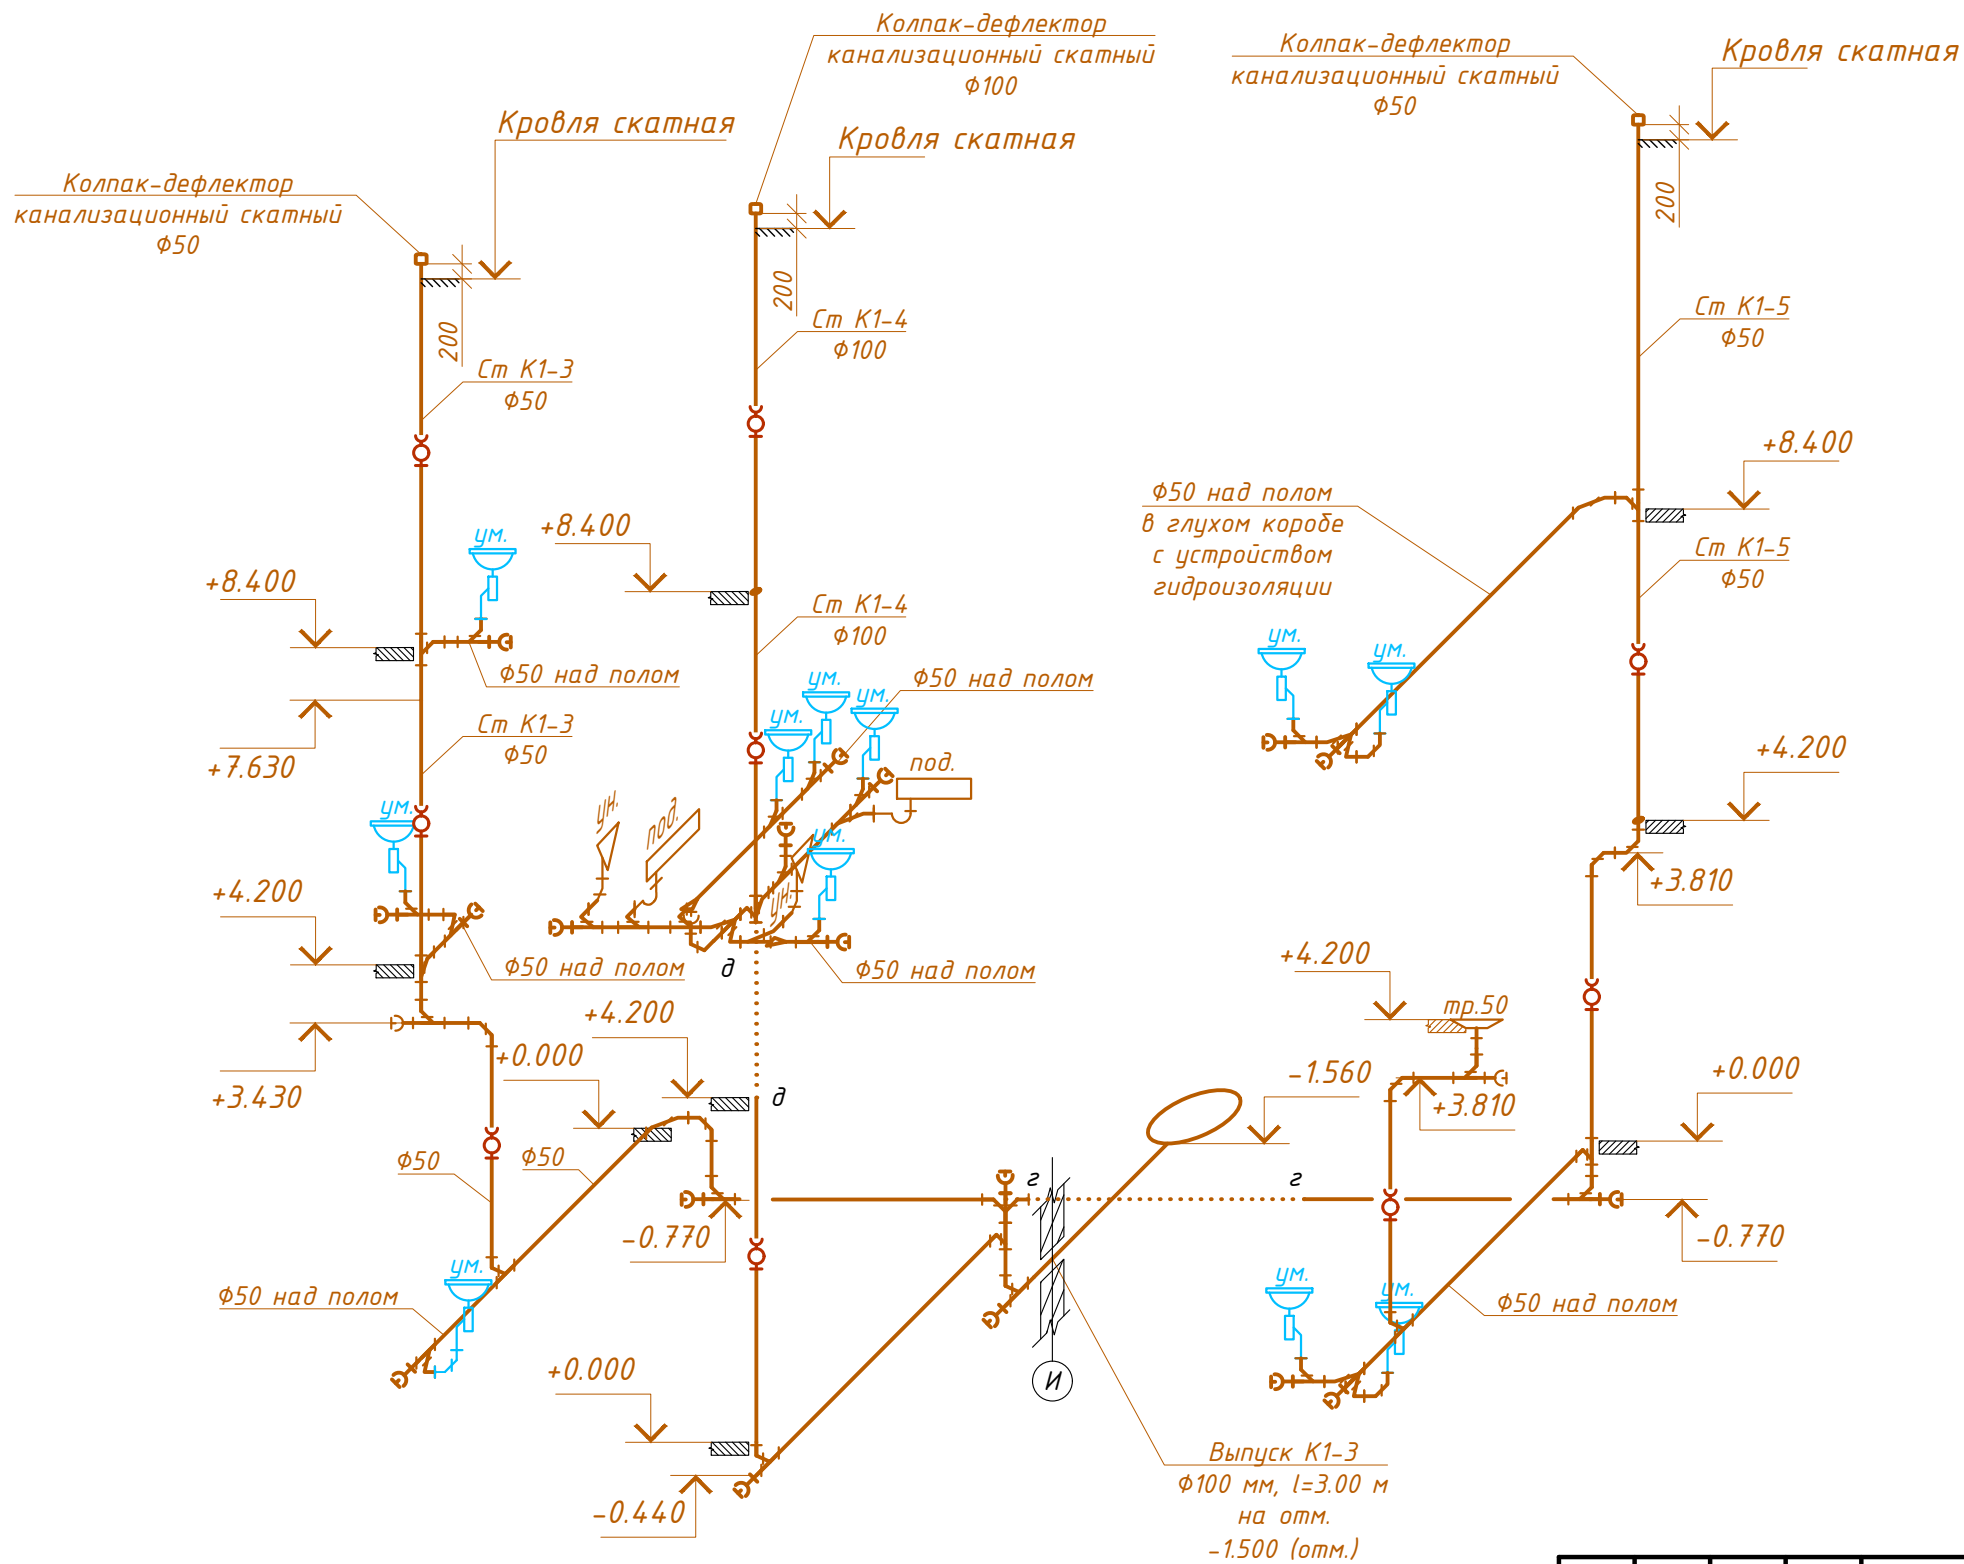 Колпак-дефлектор
канализационный скатный
Ф100
Колпак-дефлектор
канализационный скатный
Ф50
Кровля скатная
Кровля скатная
Кровля скатная
Колпак-дефлектор
канализационный скатный
Ф50
200
200
200
Ст К1-3
Ф50
Ст К1-4
Ф100
Ст К1-5
Ф50
+8.400
+8.400
+8.400
ум.
Ф50 над полом
в глухом коробе
с устройством
гидроизоляции
Ст К1-5
Ф50
Ст К1-4
Ф100
Ф50 над полом
+7.630
Ст К1-3
Ф50
ум.
ум.
ум.
Ф50 над полом
ум.
ум.
+4.200
под.
ум.
ун.
под.
ум.
ун.
+4.200
+3.810
Ф50 над полом
д
Ф50 над полом
+4.200
+3.430
+0.000
+4.200
тр.50
д
-1.560
+3.810
+0.000
Ф50
Ф50
г
г
-0.770
-0.770
ум.
Ф50 над полом
ум.
ум.
Ф50 над полом
+0.000
И
-0.440
Выпуск К1-3
Ф100 мм, l=3.00 м
на отм.
-1.500 (отм.)